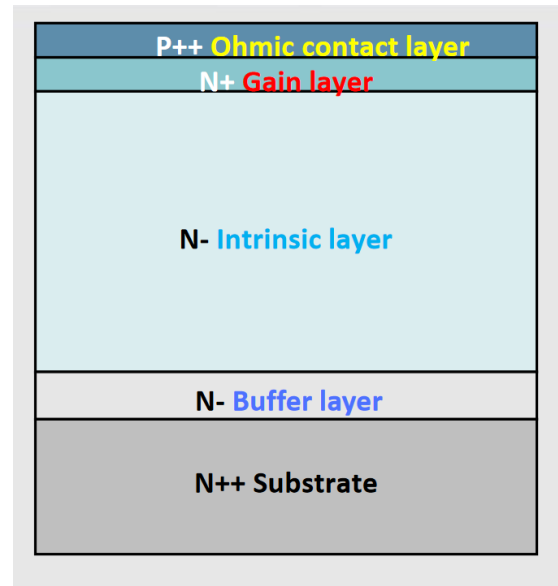 P++ Ohmic contact layer
N+ Gain layer
N- Intrinsic layer
N- Buffer layer
N++ Substrate